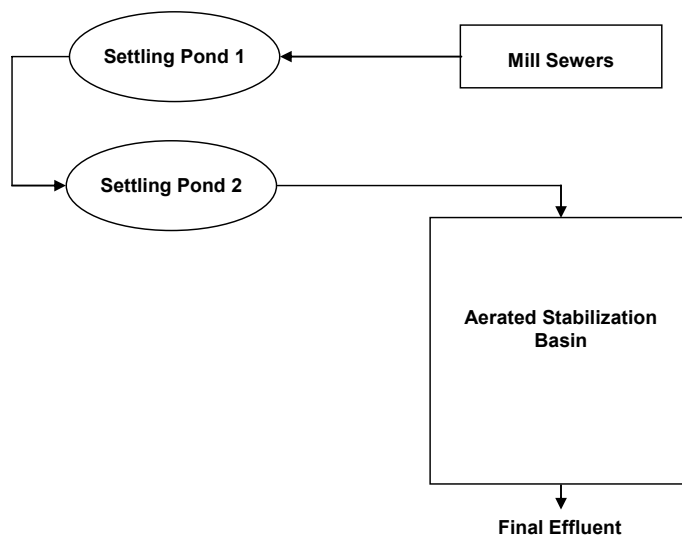 Settling Pond 1
Mill Sewers
Settling Pond 2
Aerated Stabilization
Basin
Final Effluent